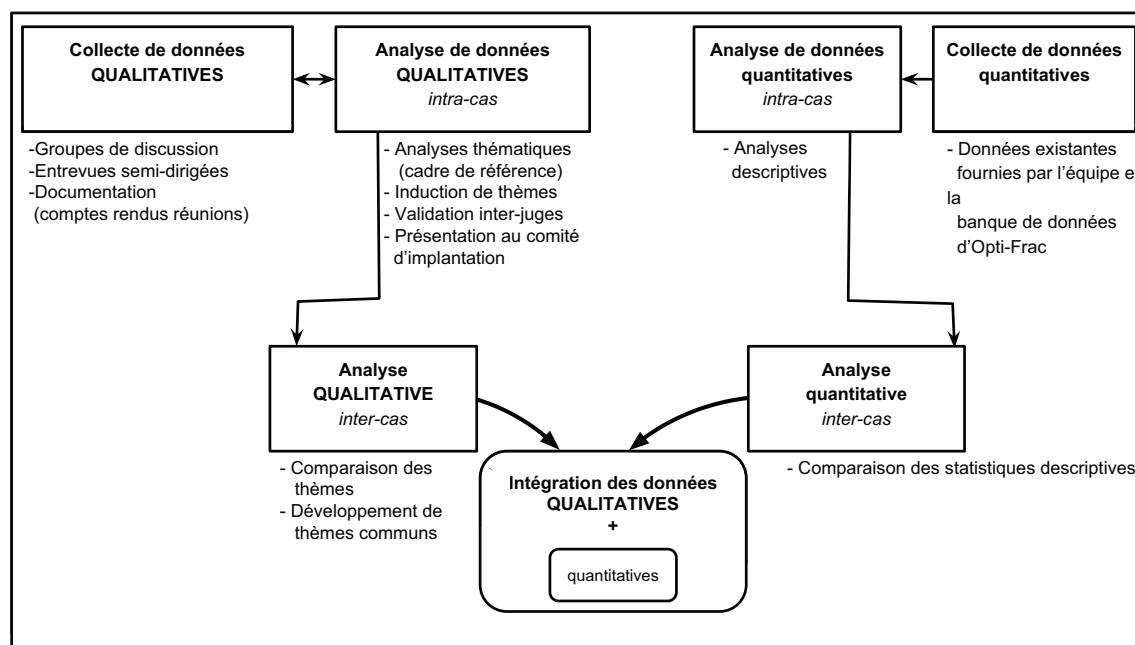 Collecte de données
QUALITATIVES
-Groupes de discussion
-Entrevues semi-dirigées
-Documentation
(comptes rendus réunions)
Analyse de données
QUALITATIVES
intra-cas
- Analyses thématiques
(cadre de référence)
- Induction de thèmes
- Validation inter-juges
- Présentation au comité
d'implantation
Analyse de données
quantitatives
intra-cas
- Analyses
descriptives
Collecte de données
quantitatives
- Données existantes
fournies par l'équipe e
la
banque de données
d'Opti-Frac
Analyse
QUALITATIVE
inter-cas
- Comparaison des
thèmes
- Développement de
thèmes communs
Analyse
quantitative
inter-cas
- Comparaison des statistiques descriptives
Intégration des données
QUALITATIVES
+
quantitatives